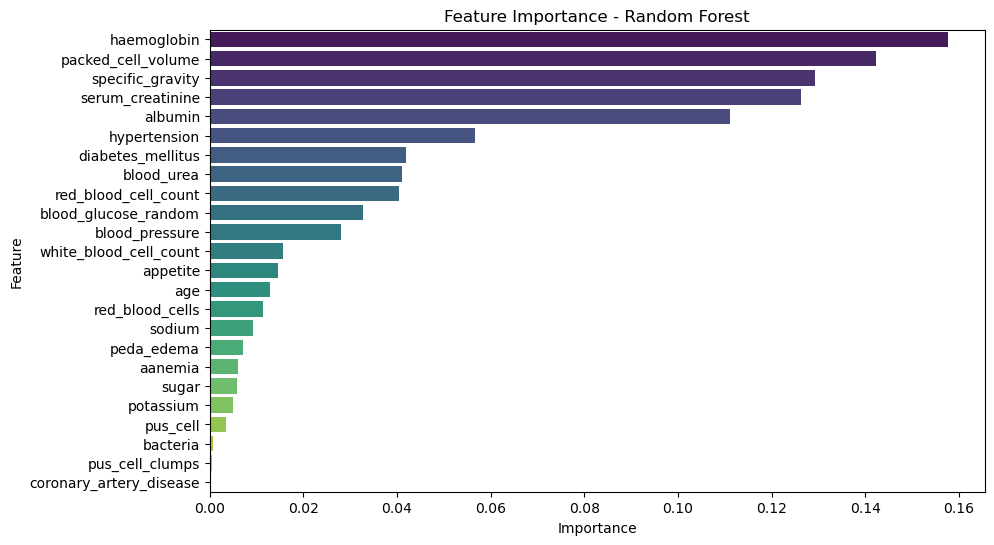 Feature Importance - Random Forest
haemoglobin
packed_cell_volume
specific_gravity
serum_creatinine
albumin
hypertension
diabetes_mellitus
blood_urea
red_blood_cell_count
blood_glucose_random
blood_pressure
white_blood_cell_count
appetite
age
red_blood_cells
sodium
peda_edema
aanemia
sugar
potassium
pus_cell
bacteria
pus_cell_clumps
coronary_artery_disease
Feature
0.00 0.02 0.04 0.06 0.08 0.10 0.12 0.14 0.16
Importance